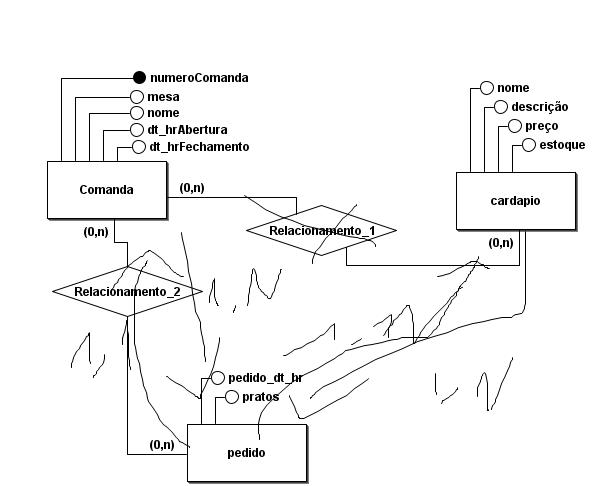 numeroComanda
mesa
nome
dt_hrAbertura
dt_hrFechamento
nome
descrição
preço
estoque
Comanda
(0,n)
cardapio
(0,n)
Relacionamento_1
(0,n)
Relacionamento_2
pedido_dt_hr
pratos
(0,n)
pedido